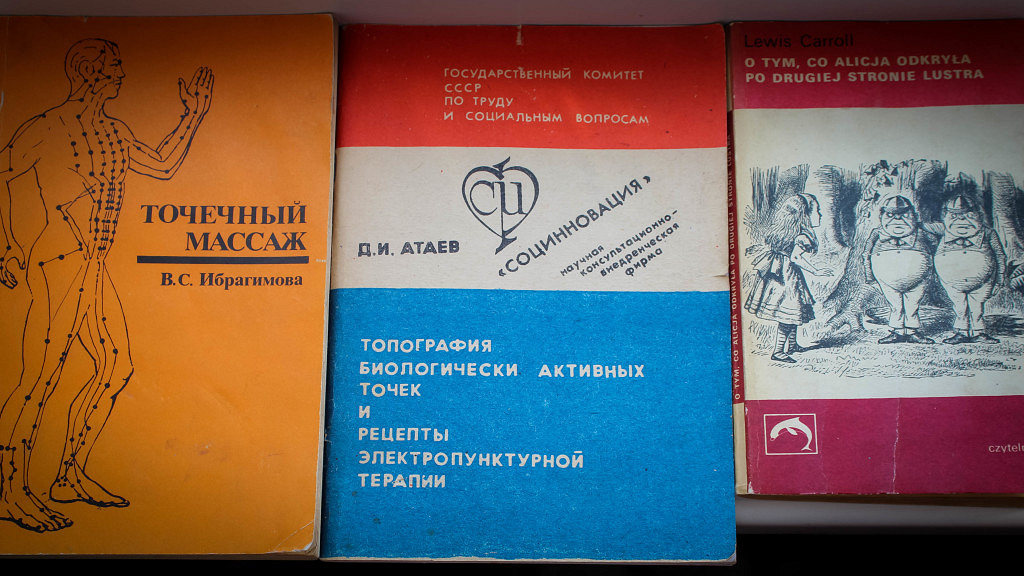 ТОЧЕЧНЫЙ
МАССАЖ
В.С. Ибрагимова
ГОСУДАРСТВЕННЫЙ КОМИТЕТ
СССР
ПО ТРУДУ
И СОЦИАЛЬНЫМ ВОПРОСАМ
СИ
Д.И. АТАЕВ
«СОЦИННОВАЦИЯ»
научная
консультационно-
внедренческая
фирма
ТОПОГРАФИЯ
БИОЛОГИЧЕСКИ АКТИВНЫХ
ТОЧЕК
И
РЕЦЕПТЫ
ЭЛЕКТРОПУНКТУРНОЙ
ТЕРАПИИ
Lewis Carroll
O TYM, CO ALICJA ODKRYŁA
PO DRUGIEJ STRONIE LUSTRA
O TYM, CO ALICJA ODKRYŁA PO DRUGIEJ STRONIE LUSTRA